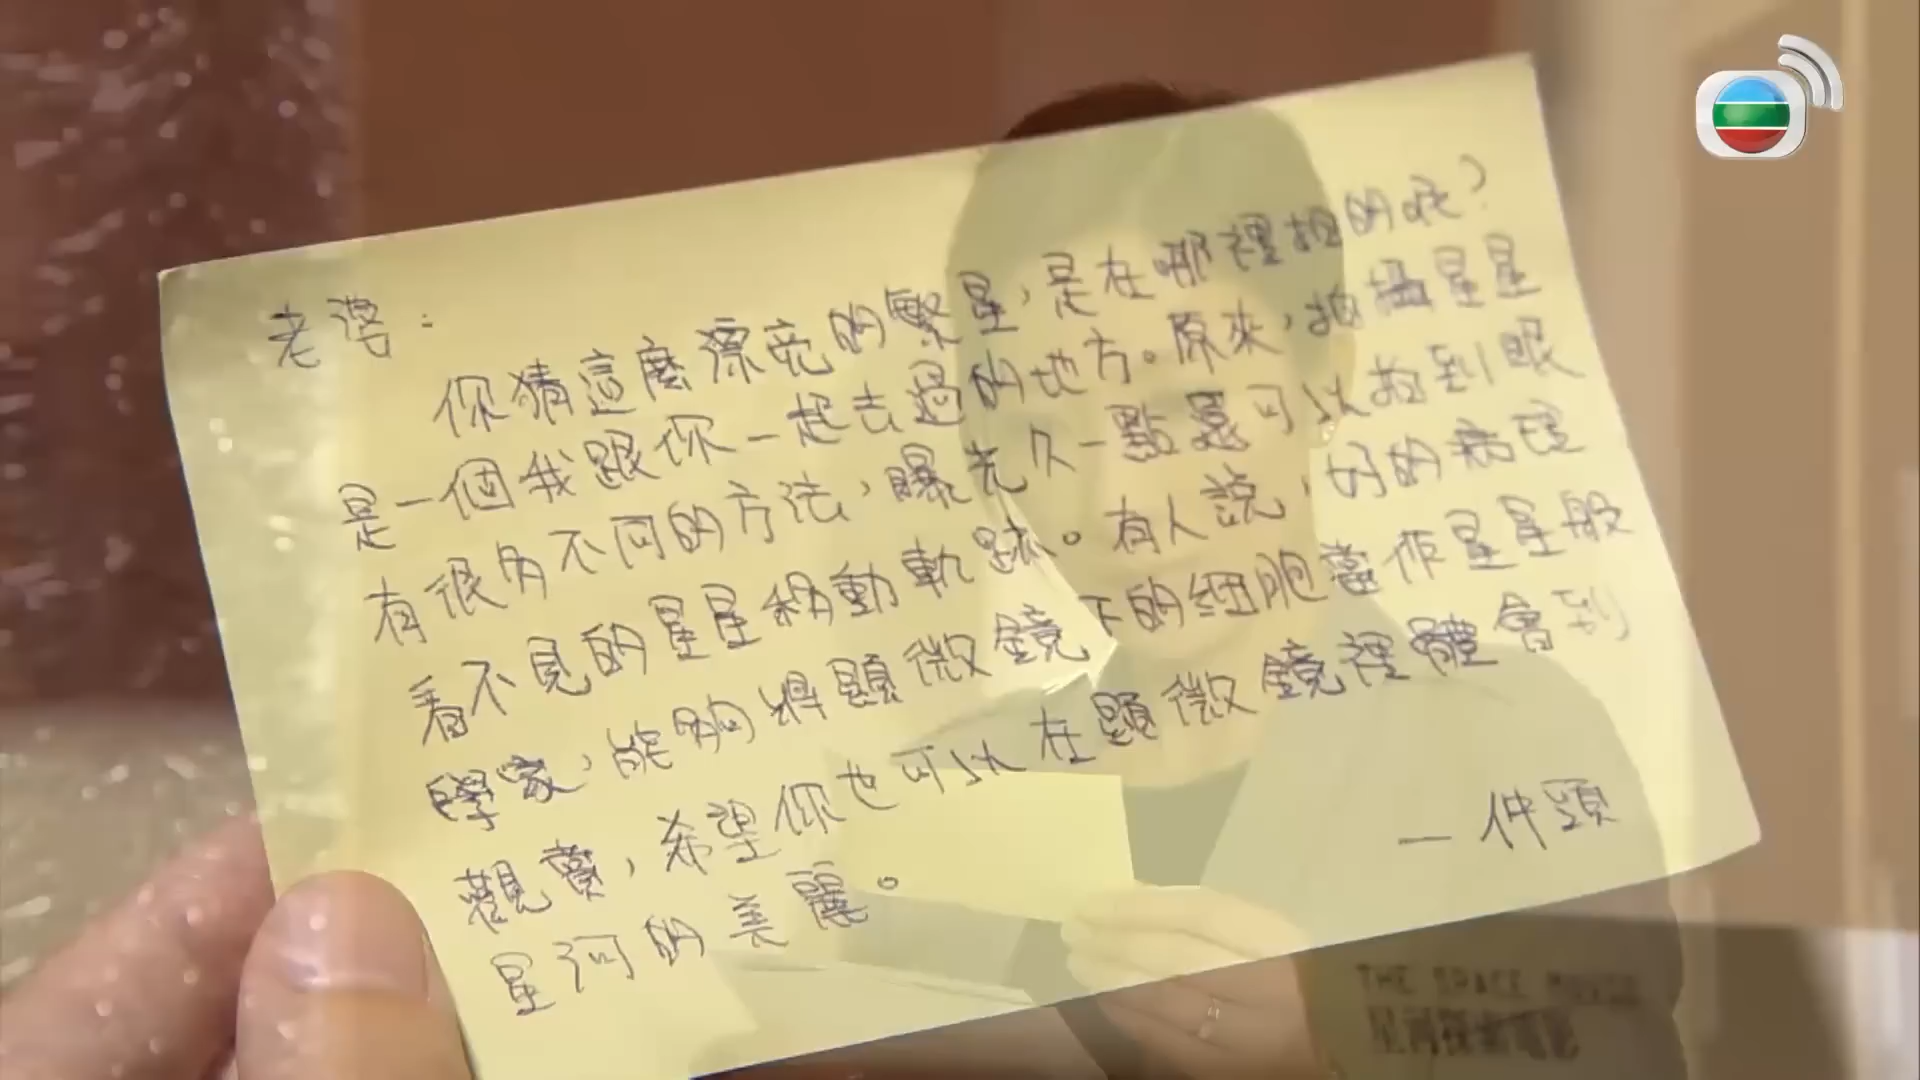 老婆：
你猜這麼漂亮的繁星，是在哪裡拍的呢？
是一個我跟你一起去過的地方。原來，拍攝星星
有很多不同的方法，曝光久一點還可以拍到眼
看不見的星星移動軌跡。有人說，好的病理
學家，能夠將顯微鏡下的細胞當作星星般
觀賞，希望你也可以在顯微鏡裡體會到
星河的美麗。
—仲頭
THE SPACE